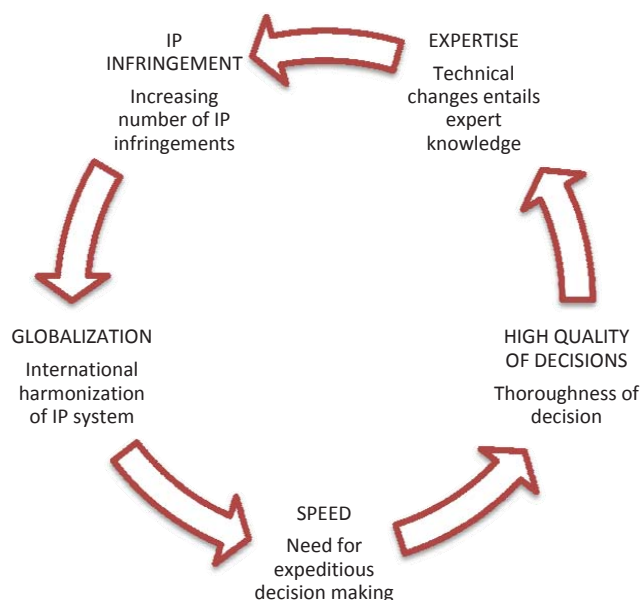 IP
INFRINGEMENT
Increasing
number of IP
infringements
EXPERTISE
Technical
changes entails
expert
knowledge
GLOBALIZATION
International
harmonization
of IP system
HIGH QUALITY
OF DECISIONS
Thoroughness of
decision
SPEED
Need for
expeditious
decision making